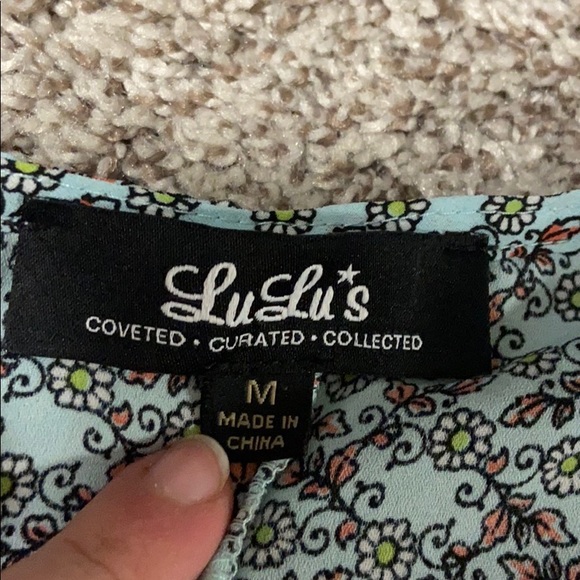 LuLu's
COVETED • CURATED • COLLECTED
M
MADE IN
CHINA